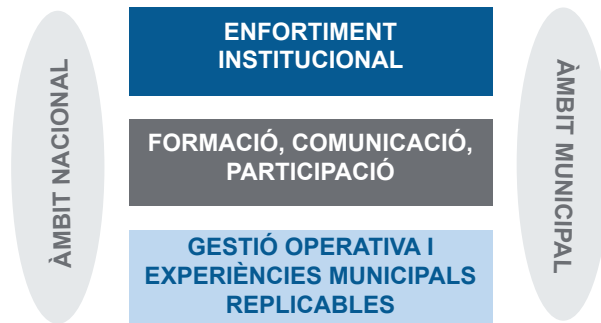 ÀMBIT NACIONAL
ENFORTIMENT
INSTITUCIONAL
FORMACIÓ, COMUNICACIÓ,
PARTICIPACIÓ
GESTIÓ OPERATIVA I
EXPERIÈNCIES MUNICIPALS
REPLICABLES
ÀMBIT MUNICIPAL